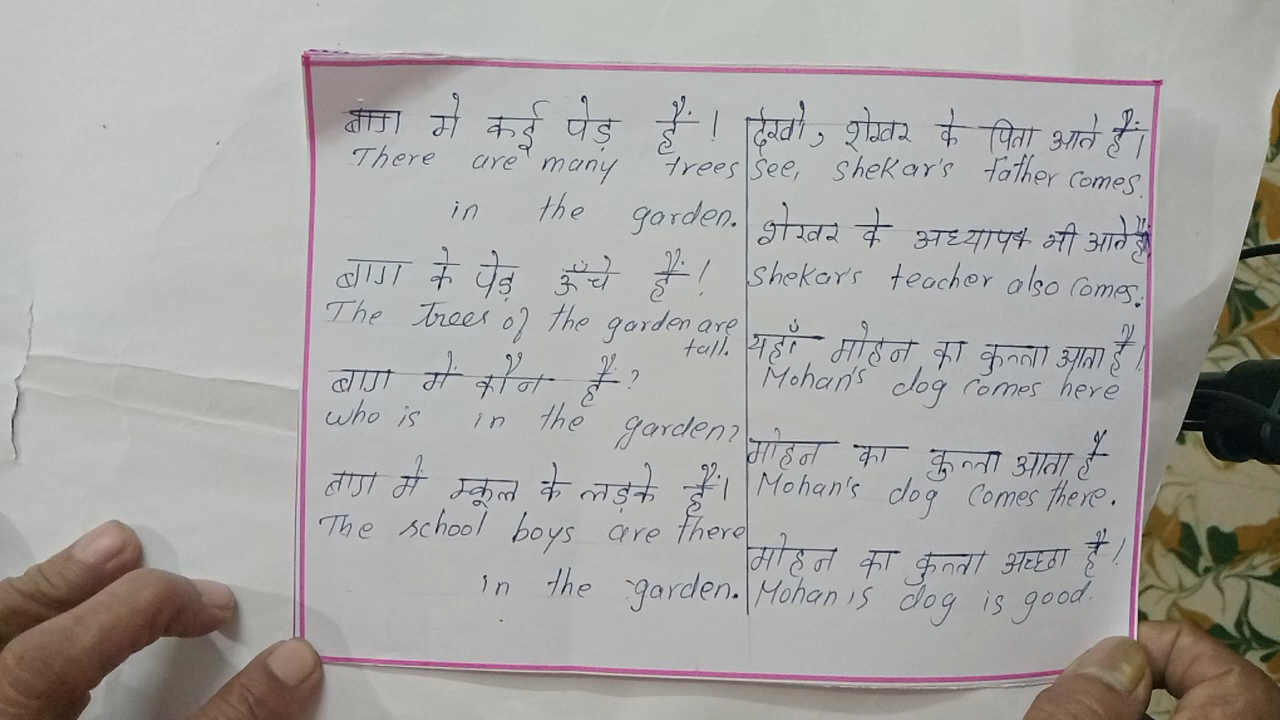 बाग में कई पेड़ हैं!
There are many trees
in the garden.
बाग के पेड़ ऊँचे हैं!
The trees of the garden are
tall.
बाग में कौन है?
who is in the garden?
बाग में स्कूल के लड़के हैं।
The school boys are there
in the garden.
देखो, शेखर के पिता आते हैं।
see, shekar's father comes.
शेखर के अध्यापक भी आते हैं।
Shekar's teacher also comes.
यहाँ मोहन का कुत्ता आता है।
Mohan's dog comes here
मोहन का कुत्ता आता है
Mohan's dog comes there.
मोहन का कुत्ता अच्छा है!
Mohan's dog is good.